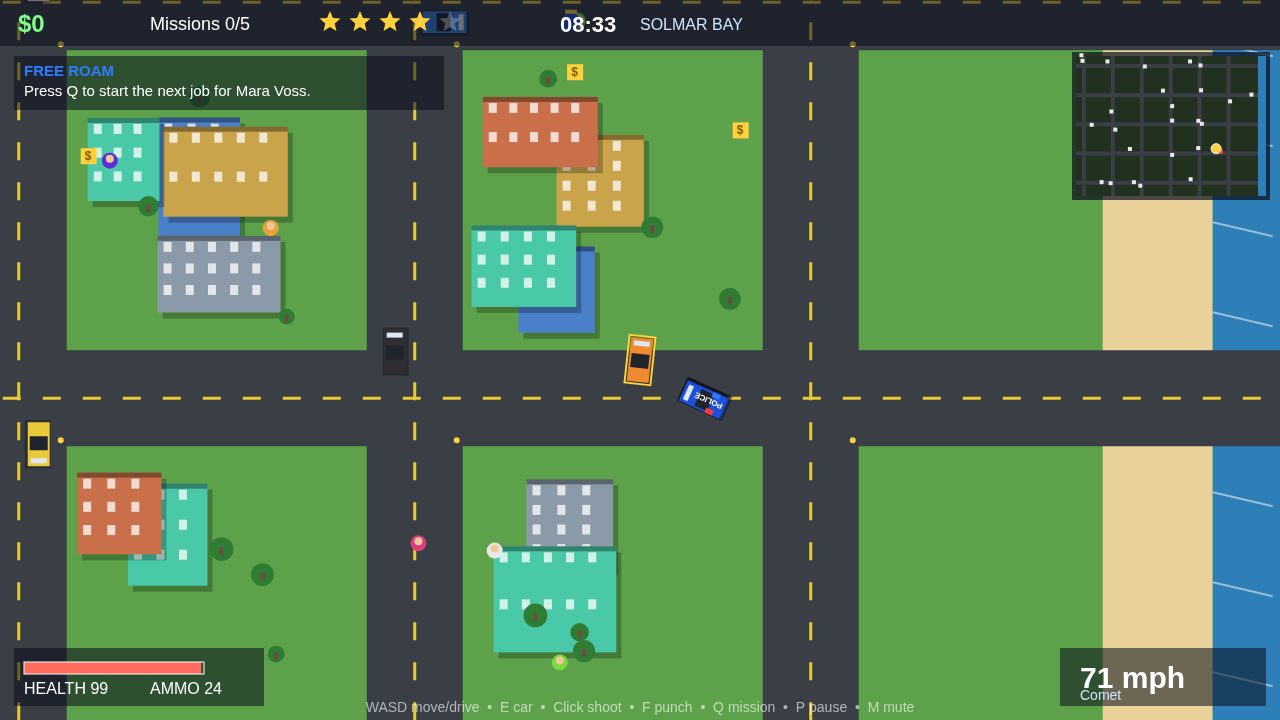 $0 Missions 0/5 08:33 SOLMAR BAY
FREE ROAM
Press Q to start the next job for Mara Voss.
$
$
$
POLICE
HEALTH 99 AMMO 24
71 mph
Comet
WASD move/drive • E car • Click shoot • F punch • Q mission • P pause • M mute